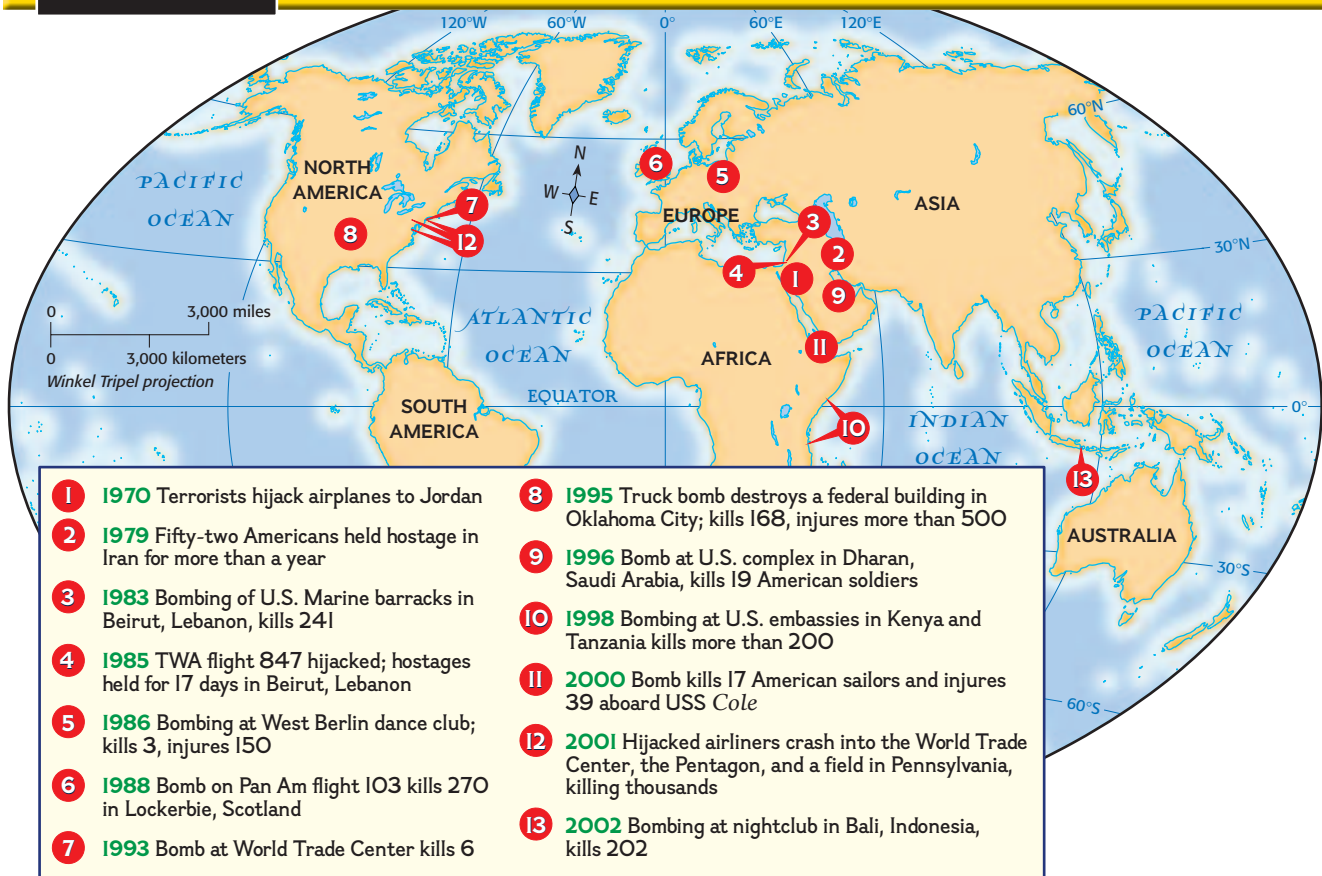 120°W 60°W 0° 60°E 120°E
60°N
NORTH
AMERICA
PACIFIC
OCEAN
N
W E
S
6
5
EUROPE
ASIA
7
8
12
3
2
4
1
9
30°N
0 3,000 miles
0 3,000 kilometers
Winkel Tripel projection
ATLANTIC
OCEAN
AFRICA
11
PACIFIC
OCEAN
EQUATOR
SOUTH
AMERICA
10
INDIAN
OCEAN
0°
13
AUSTRALIA
30°S
60°S
1 1970 Terrorists hijack airplanes to Jordan
2 1979 Fifty-two Americans held hostage in
Iran for more than a year
3 1983 Bombing of U.S. Marine barracks in
Beirut, Lebanon, kills 241
4 1985 TWA flight 847 hijacked; hostages
held for 17 days in Beirut, Lebanon
5 1986 Bombing at West Berlin dance club;
kills 3, injures 150
6 1988 Bomb on Pan Am flight 103 kills 270
in Lockerbie, Scotland
7 1993 Bomb at World Trade Center kills 6
8 1995 Truck bomb destroys a federal building in
Oklahoma City; kills 168, injures more than 500
9 1996 Bomb at U.S. complex in Dharan,
Saudi Arabia, kills 19 American soldiers
10 1998 Bombing at U.S. embassies in Kenya and
Tanzania kills more than 200
11 2000 Bomb kills 17 American sailors and injures
39 aboard USS Cole
12 2001 Hijacked airliners crash into the World Trade
Center, the Pentagon, and a field in Pennsylvania,
killing thousands
13 2002 Bombing at nightclub in Bali, Indonesia,
kills 202